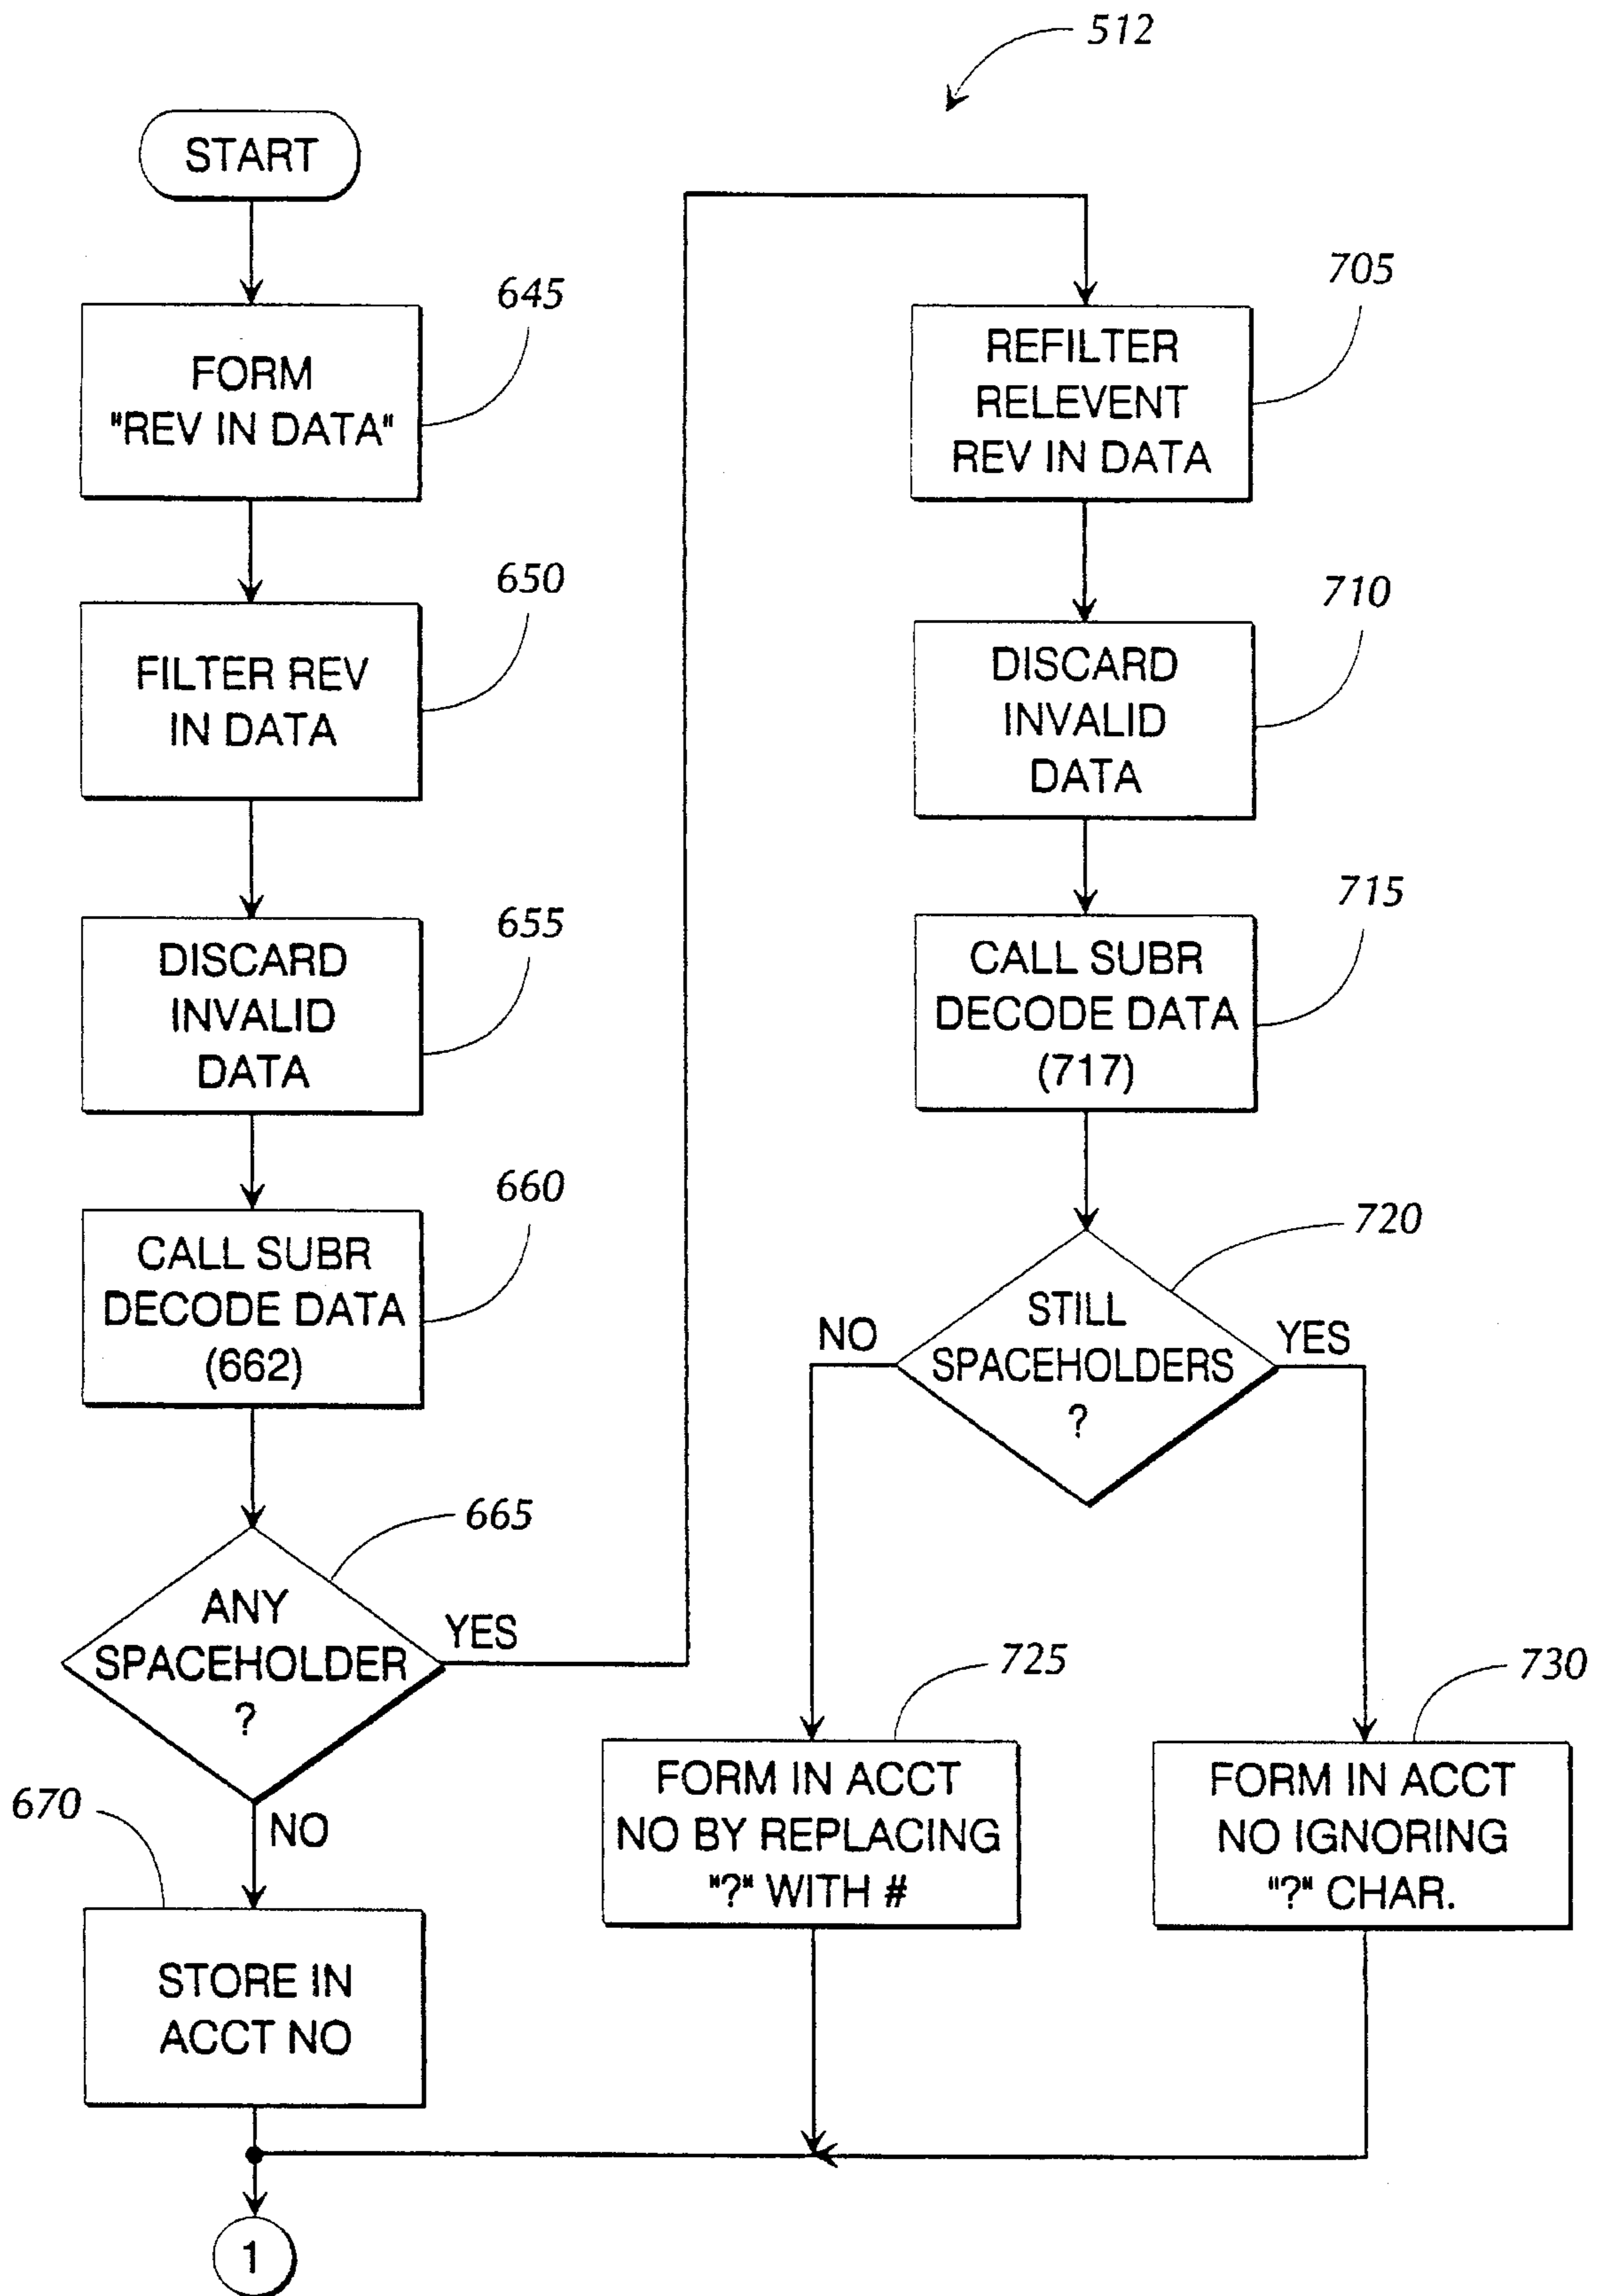 512
START
645
FORM
"REV IN DATA"
650
FILTER REV
IN DATA
655
DISCARD
INVALID
DATA
660
CALL SUBR
DECODE DATA
(662)
665
ANY
SPACEHOLDER
?
YES
NO
670
STORE IN
ACCT NO
1
705
REFILTER
RELEVENT
REV IN DATA
710
DISCARD
INVALID
DATA
715
CALL SUBR
DECODE DATA
(717)
720
STILL
SPACEHOLDERS
?
NO
YES
725
FORM IN ACCT
NO BY REPLACING
"?" WITH #
730
FORM IN ACCT
NO IGNORING
"?" CHAR.